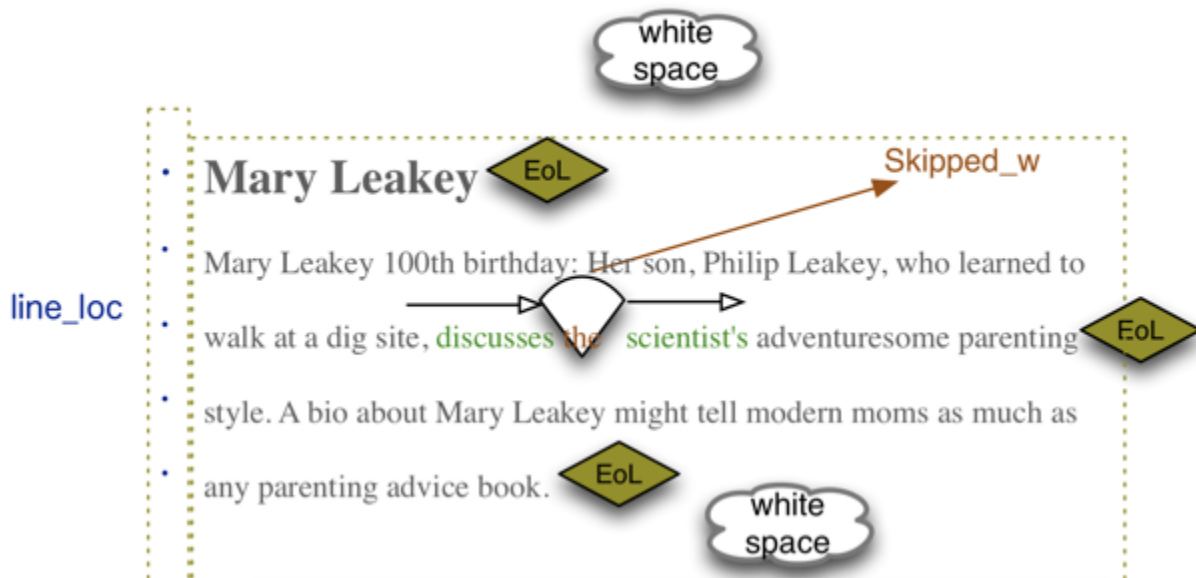 white
space
Skipped_w
Mary Leakey EoL
Mary Leakey 100th birthday: Her son, Philip Leakey, who learned to
line_loc
walk at a dig site, discusses the scientist's adventuresome parenting EoL
style. A bio about Mary Leakey might tell modern moms as much as
any parenting advice book. EoL
white
space